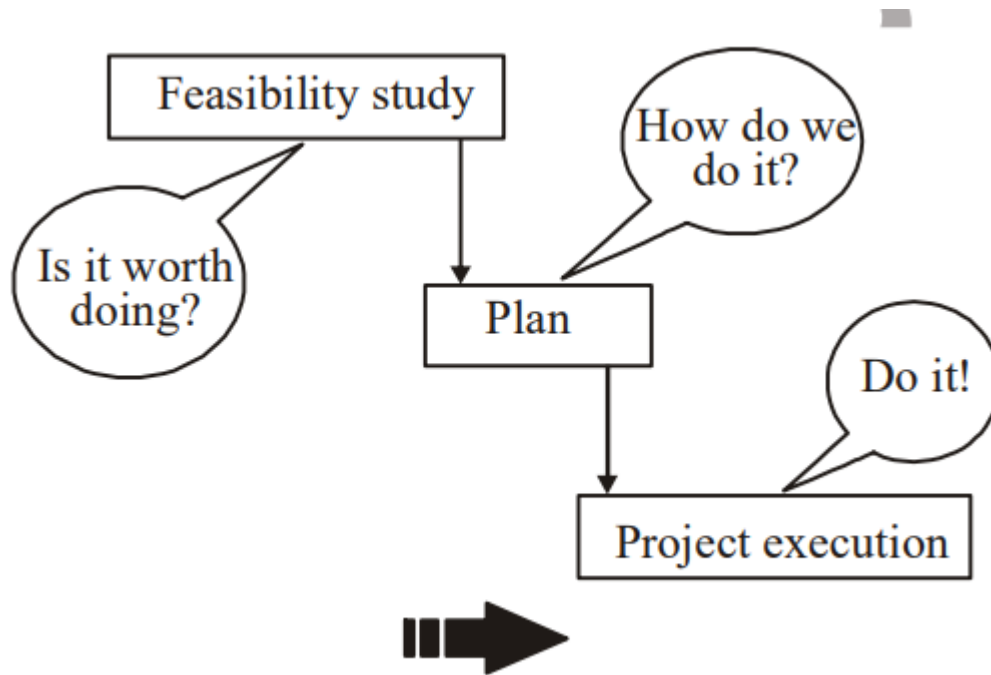 Feasibility study
How do we
do it?
Is it worth
doing?
Plan
Do it!
Project execution